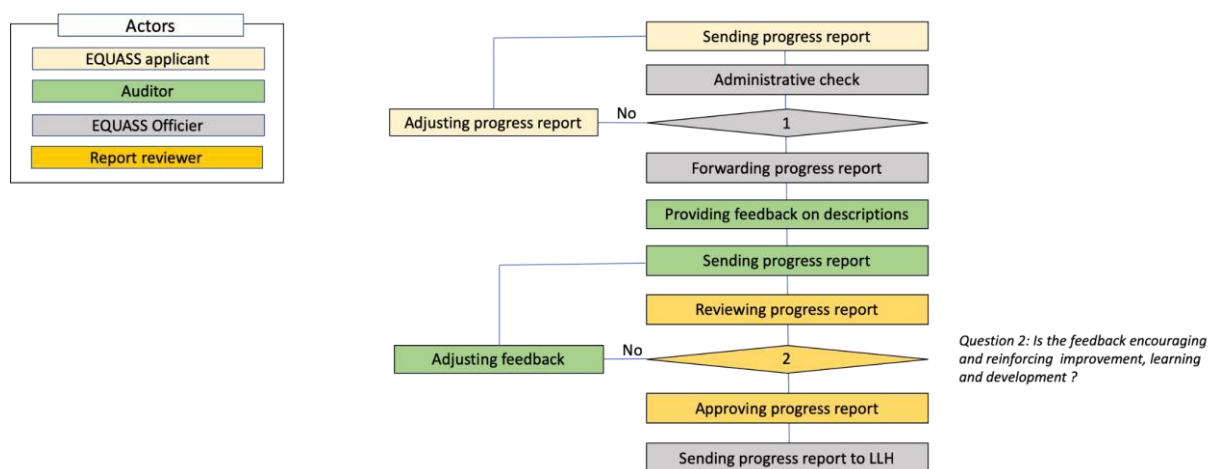 Actors
EQUASS applicant
Auditor
EQUASS Officier
Report reviewer
Sending progress report
Administrative check
Adjusting progress report
No
1
Forwarding progress report
Providing feedback on descriptions
Sending progress report
Reviewing progress report
Adjusting feedback
No
2
Question 2: Is the feedback encouraging
and reinforcing improvement, learning
and development ?
Approving progress report
Sending progress report to LLH